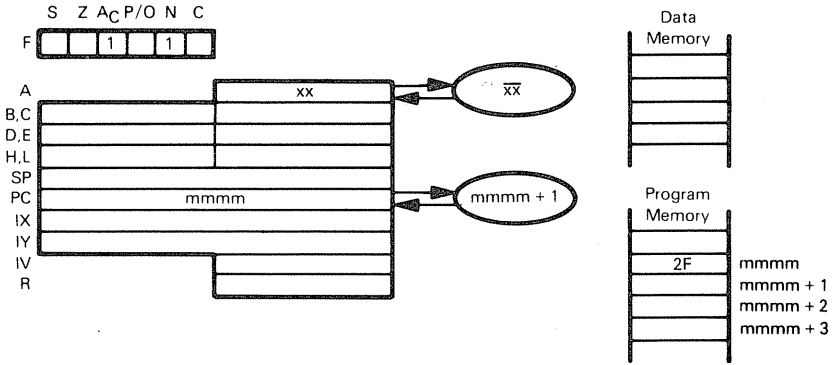 S Z AC P/O N C
F 1 1
A xx x̅x̅
B,C
D,E
H,L
SP
PC mmmm mmmm + 1
IX
IY
IV
R
Data
Memory
Program
Memory
2F mmmm
mmmm + 1
mmmm + 2
mmmm + 3